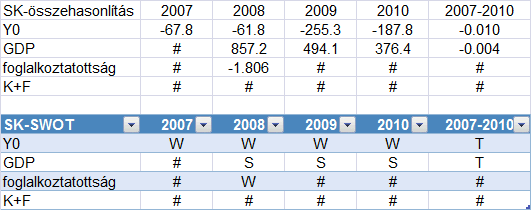 SK-összehasonlítás 2007 2008 2009 2010 2007-2010
Y0 -67.8 -61.8 -255.3 -187.8 -0.010
GDP # 857.2 494.1 376.4 -0.004
foglalkoztatottság # -1.806 # # #
K+F # # # # #
SK-SWOT 2007 2008 2009 2010 2007-2010
Y0 W W W W T
GDP # S S S T
foglalkoztatottság # W # # #
K+F # # # # #